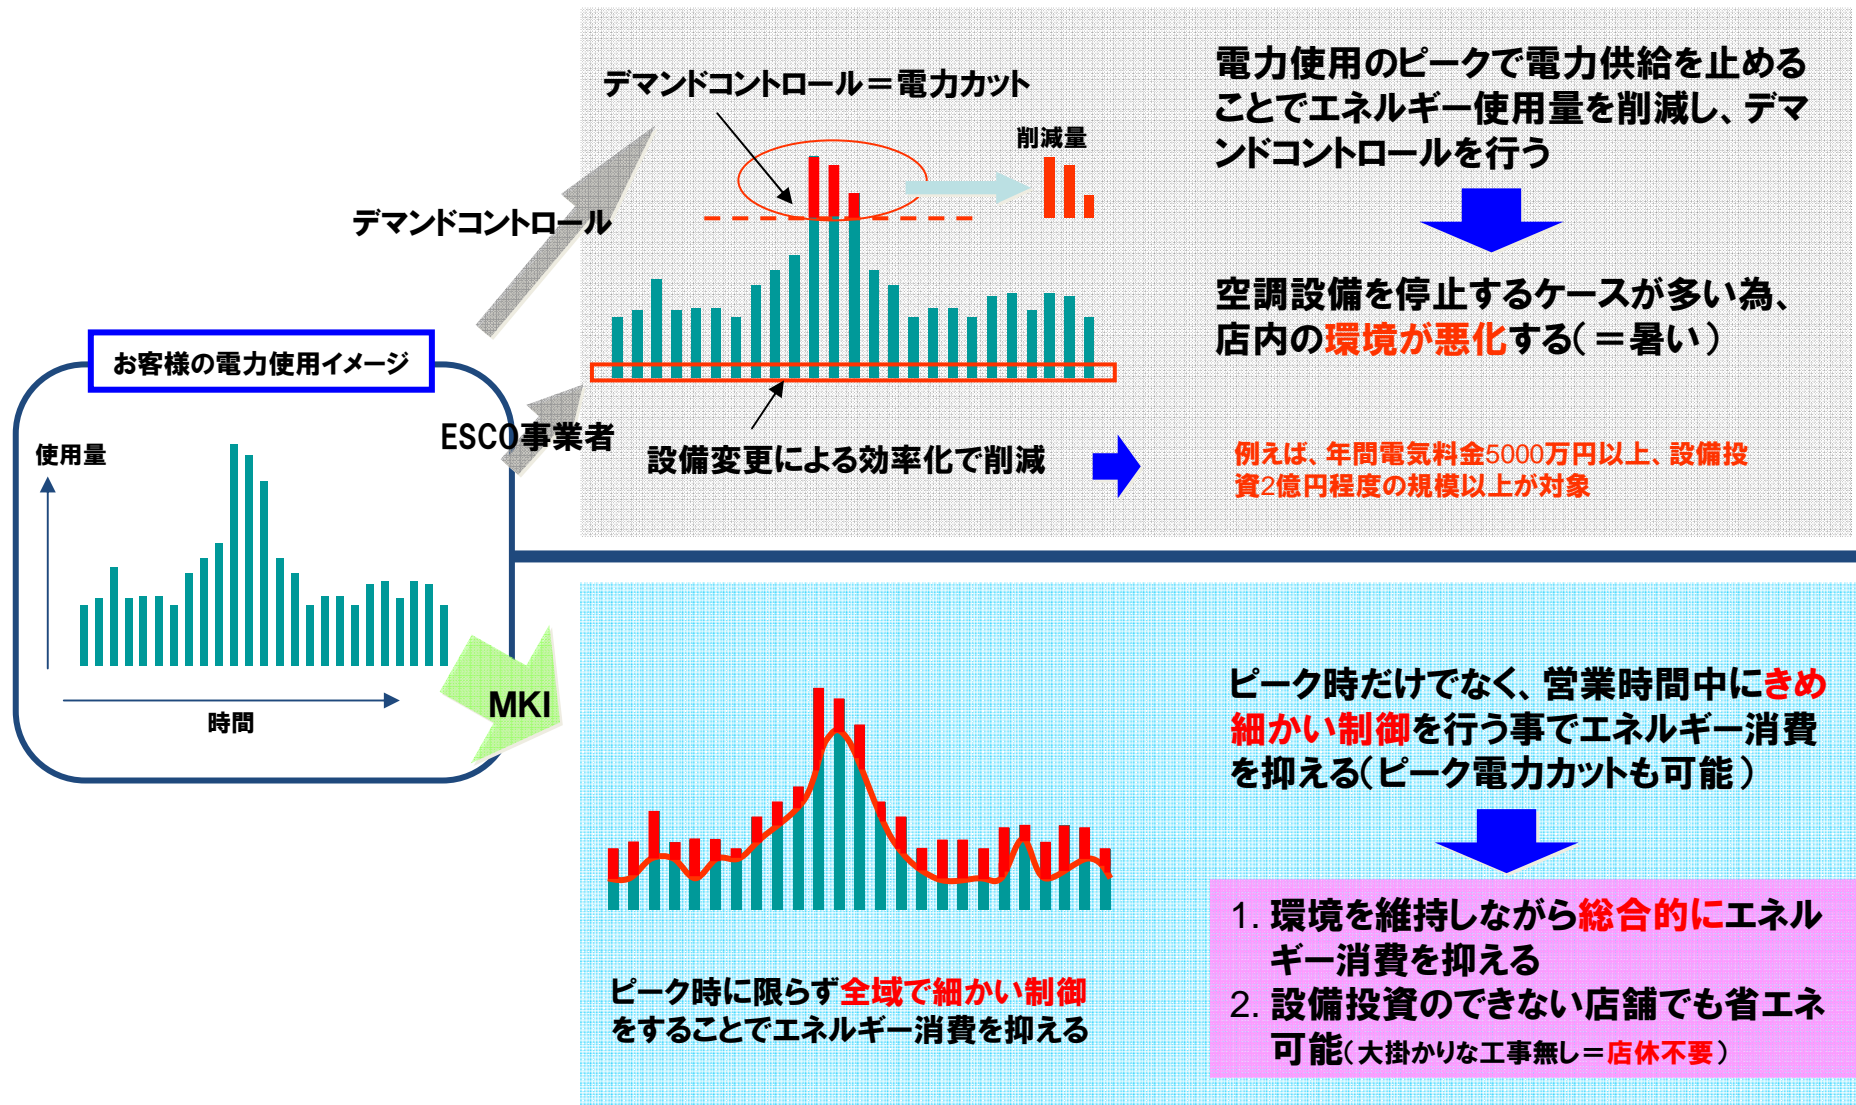 デマンドコントロール＝電力カット
削減量
電力使用のピークで電力供給を止める
ことでエネルギー使用量を削減し、デマ
ンドコントロールを行う
デマンドコントロール
空調設備を停止するケースが多い為、
店内の環境が悪化する(＝暑い)
お客様の電力使用イメージ
使用量
時間
ESCO事業者
設備変更による効率化で削減
例えば、年間電気料金5000万円以上、設備投
資2億円程度の規模以上が対象
MKI
ピーク時だけでなく、営業時間中にきめ
細かい制御を行う事でエネルギー消費
を抑える(ピーク電力カットも可能)
ピーク時に限らず全域で細かい制御
をすることでエネルギー消費を抑える
1. 環境を維持しながら総合的にエネル
ギー消費を抑える
2. 設備投資のできない店舗でも省エネ
可能(大掛かりな工事無し＝店休不要)